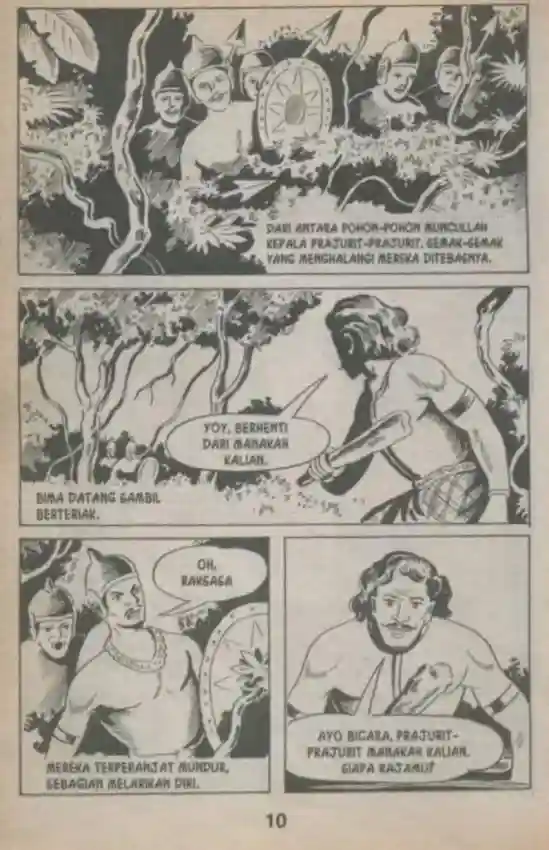 DARI ANTARA POHON-POHON MUNCULLAH
KEPALA PRAJURIT-PRAJURIT. SEMAK-SEMAK
YANG MENGHALANGI MEREKA DITEBASNYA.
YOY, BERHENTI
DARI MANAKAH
KALIAN.
BIMA DATANG SAMBIL
BERTERIAK.
OH,
RAKSASA
MEREKA TERPERANJAT MUNDUR,
SEBAGIAN MELARIKAN DIRI.
AYO BICARA, PRAJURIT-
PRAJURIT MANAKAH KALIAN.
SIAPA RAJAMU?
10